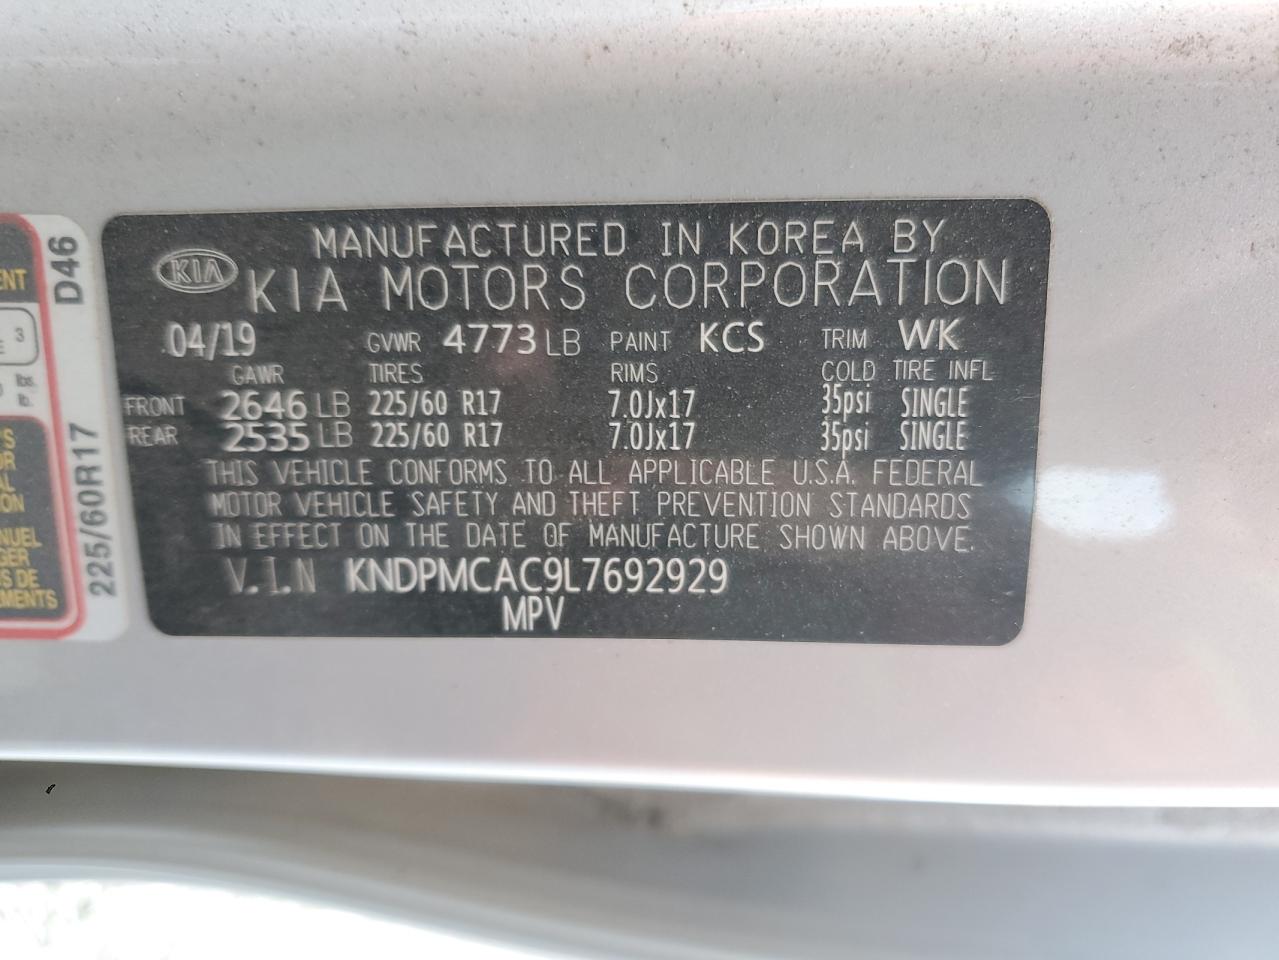 MANUFACTURED IN KOREA BY
KIA KIA MOTORS CORPORATION
04/19 GVWR 4773 LB PAINT KCS TRIM WK
GAWR TIRES RIMS COLD TIRE INFL
FRONT 2646 LB 225/60 R17 7.0Jx17 35psi SINGLE
REAR 2535 LB 225/60 R17 7.0Jx17 35psi SINGLE
THIS VEHICLE CONFORMS TO ALL APPLICABLE U.S.A. FEDERAL
MOTOR VEHICLE SAFETY AND THEFT PREVENTION STANDARDS
IN EFFECT ON THE DATE OF MANUFACTURE SHOWN ABOVE.
V.I.N KNDPMCAC9L7692929
MPV
D46
225/60R17
3
lbs.
lb.